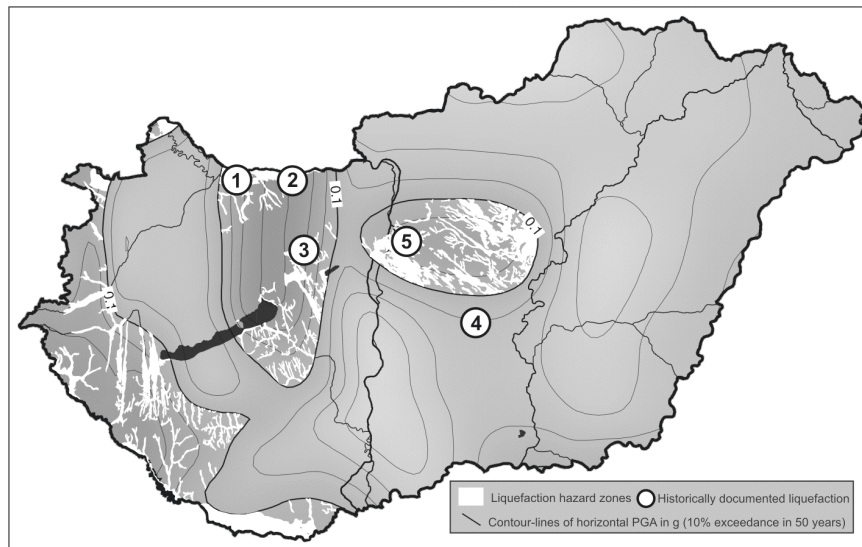 1
2
0.1
3
5
0.1
0.1
4
Liquefaction hazard zones
Historically documented liquefaction
Contour-lines of horizontal PGA in g (10% exceedance in 50 years)